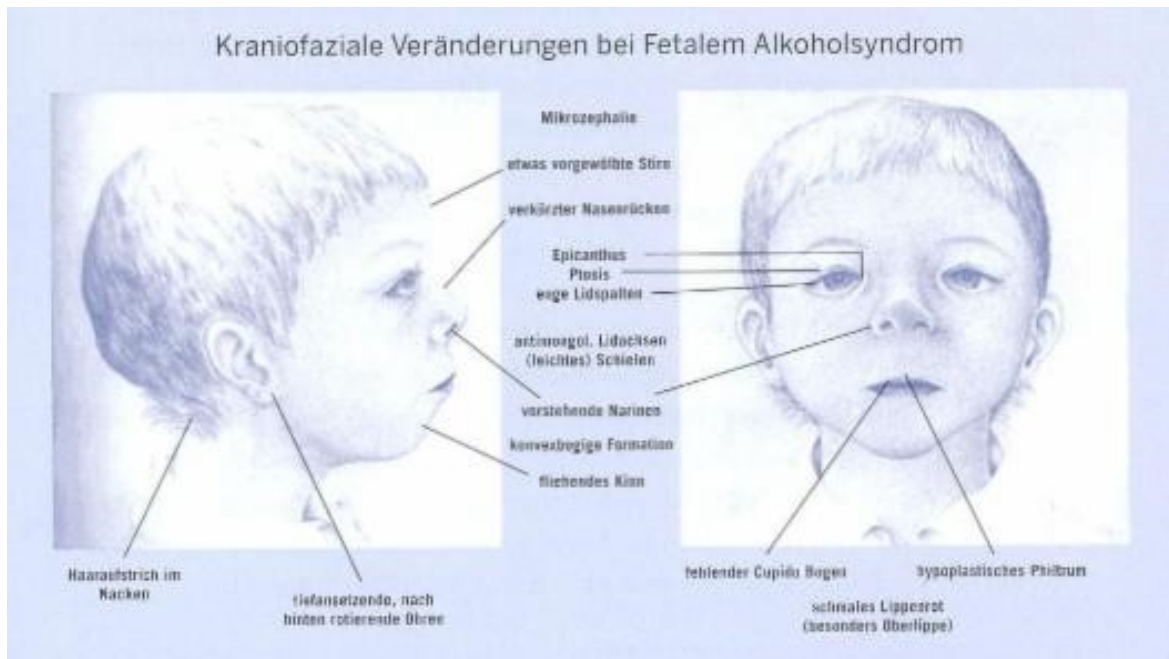 Kraniofaziale Veränderungen bei Fetalem Alkoholsyndrom
Mikrozephalie
etwas vorgewölbte Stirn
verkürzter Nasenrücken
Epicanthus
Ptosis
enge Lidspalten
antimongol. Lidachsen
(leichtes) Schielen
vorstehende Narinen
konvexbogige Formation
fliehendes Kinn
Haaraufstrich im
Nacken
tiefansetzende, nach
hinten rotierende Ohren
fehlender Cupido Bogen
hypoplastisches Philtrum
schmales Lippenrot
(besonders Oberlippe)